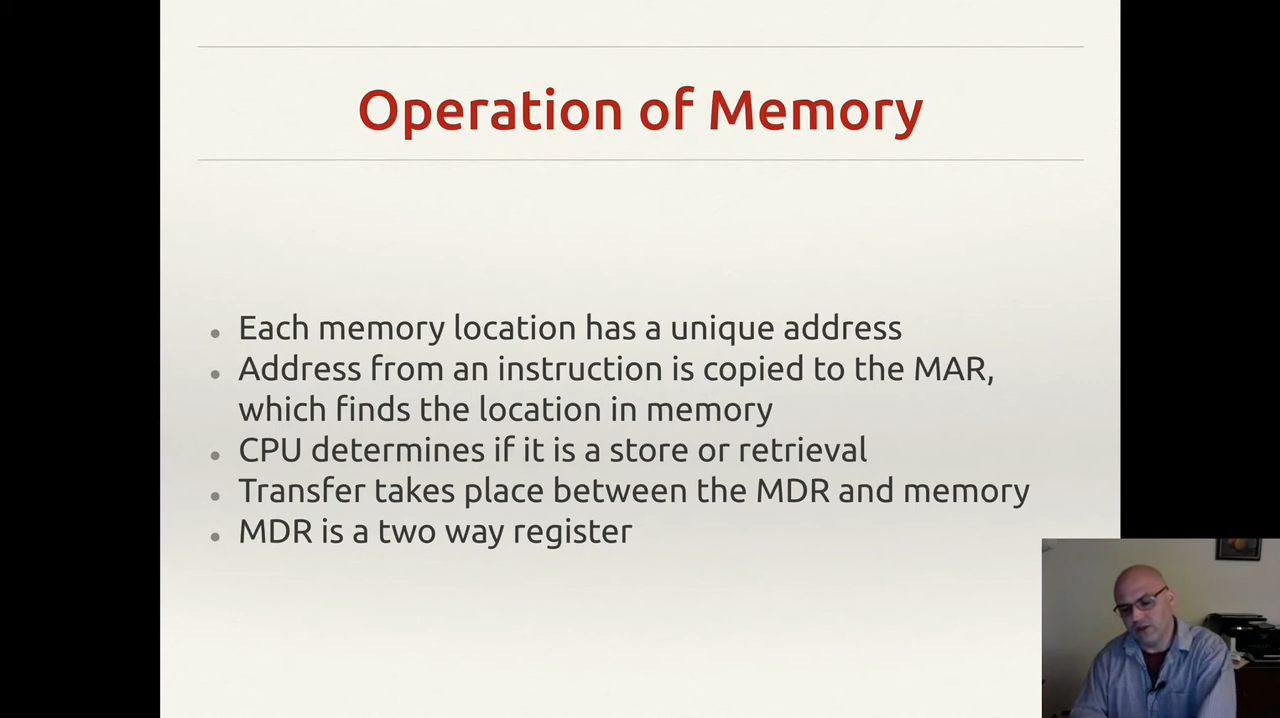 Operation of Memory
Each memory location has a unique address
Address from an instruction is copied to the MAR,
which finds the location in memory
CPU determines if it is a store or retrieval
Transfer takes place between the MDR and memory
MDR is a two way register